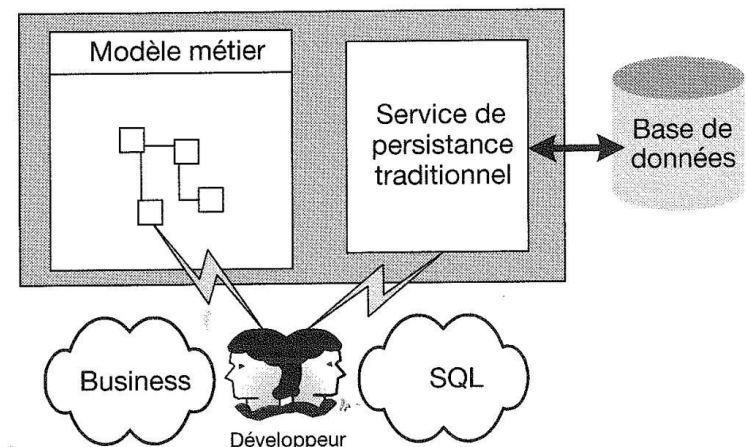 Modèle métier
Service de
persistance
traditionnel
Base de
données
Business
SQL
Développeur